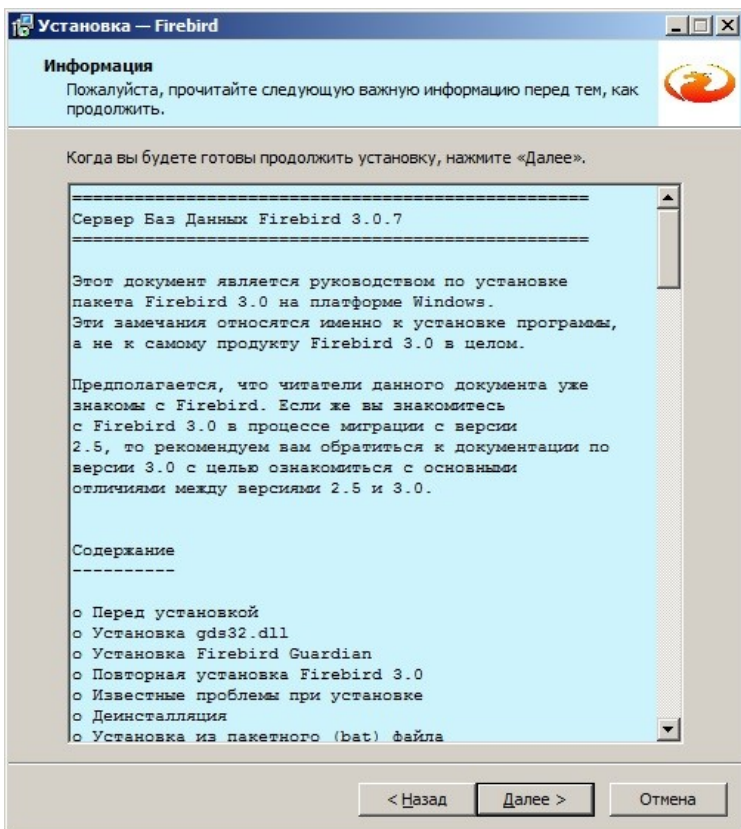 Установка — Firebird
Информация
Пожалуйста, прочитайте следующую важную информацию перед тем, как
продолжить.
Когда вы будете готовы продолжить установку, нажмите «Далее».
==================================================
Сервер Баз Данных Firebird 3.0.7
==================================================
Этот документ является руководством по установке
пакета Firebird 3.0 на платформе Windows.
Эти замечания относятся именно к установке программы,
а не к самому продукту Firebird 3.0 в целом.
Предполагается, что читатели данного документа уже
знакомы с Firebird. Если же вы знакомитесь
с Firebird 3.0 в процессе миграции с версии
2.5, то рекомендуем вам обратиться к документации по
версии 3.0 с целью ознакомиться с основными
отличиями между версиями 2.5 и 3.0.
Содержание
----------
o Перед установкой
o Установка gds32.dll
o Установка Firebird Guardian
o Повторная установка Firebird 3.0
o Известные проблемы при установке
o Деинсталляция
o Установка из пакетного (bat) файла
< Назад
Далее >
Отмена